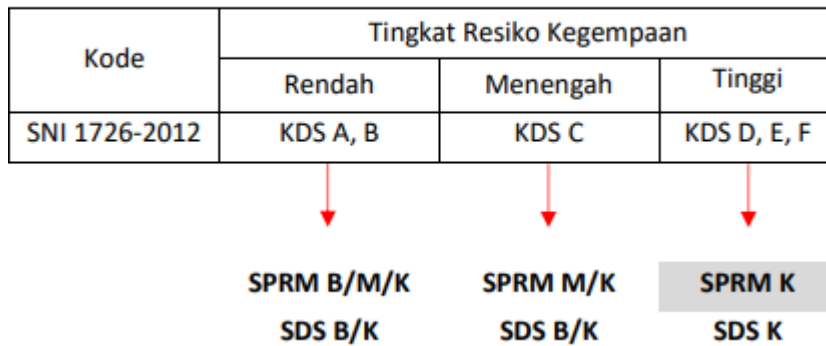 Kode
Tingkat Resiko Kegempaan
Rendah Menengah Tinggi
SNI 1726-2012 KDS A, B KDS C KDS D, E, F
SPRM B/M/K SPRM M/K SPRM K
SDS B/K SDS B/K SDS K